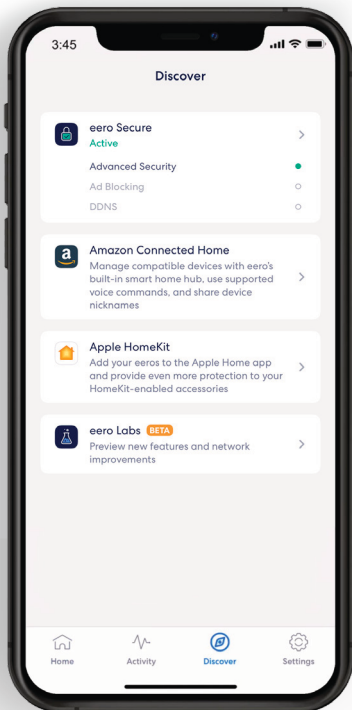 3:45
Discover
eero Secure
Active
Advanced Security
Ad Blocking
DDNS
Amazon Connected Home
Manage compatible devices with eero's
built-in smart home hub, use supported
voice commands, and share device
nicknames
Apple HomeKit
Add your eeros to the Apple Home app
and provide even more protection to your
HomeKit-enabled accessories
eero Labs BETA
Preview new features and network
improvements
Home Activity Discover Settings